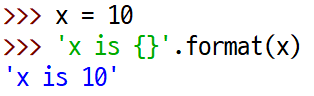 >>> x = 10
>>> 'x is {}'.format(x)
'x is 10'